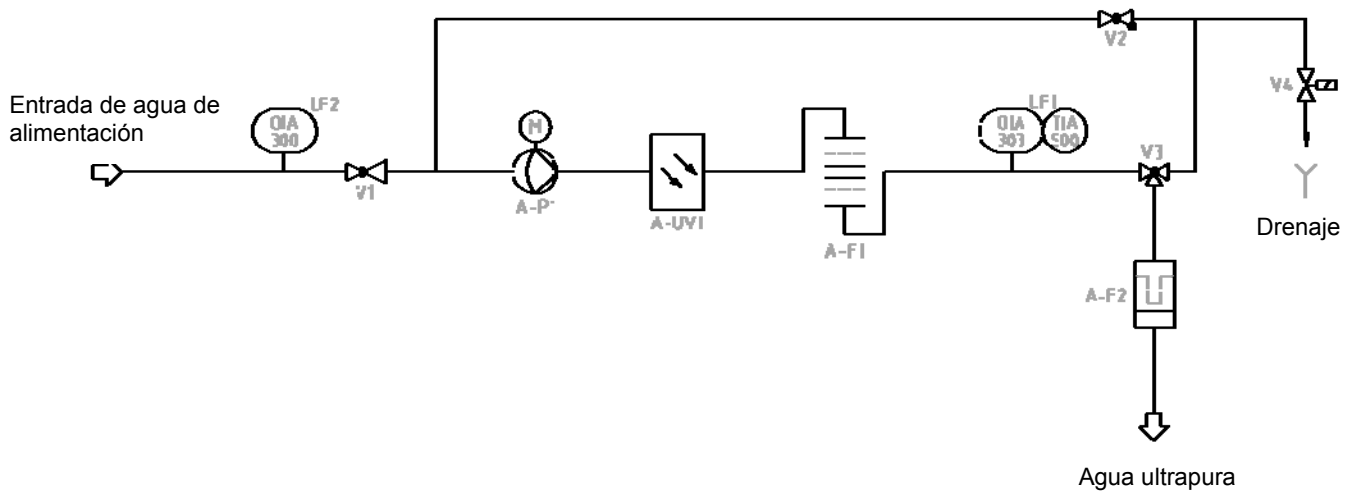 V2
V4
Entrada de agua de
alimentación
LF2
QIA
300
V1
M
A-P
A-UV1
A-F1
LF1
QIA
303
TIA
500
V3
Drenaje
A-F2
Agua ultrapura